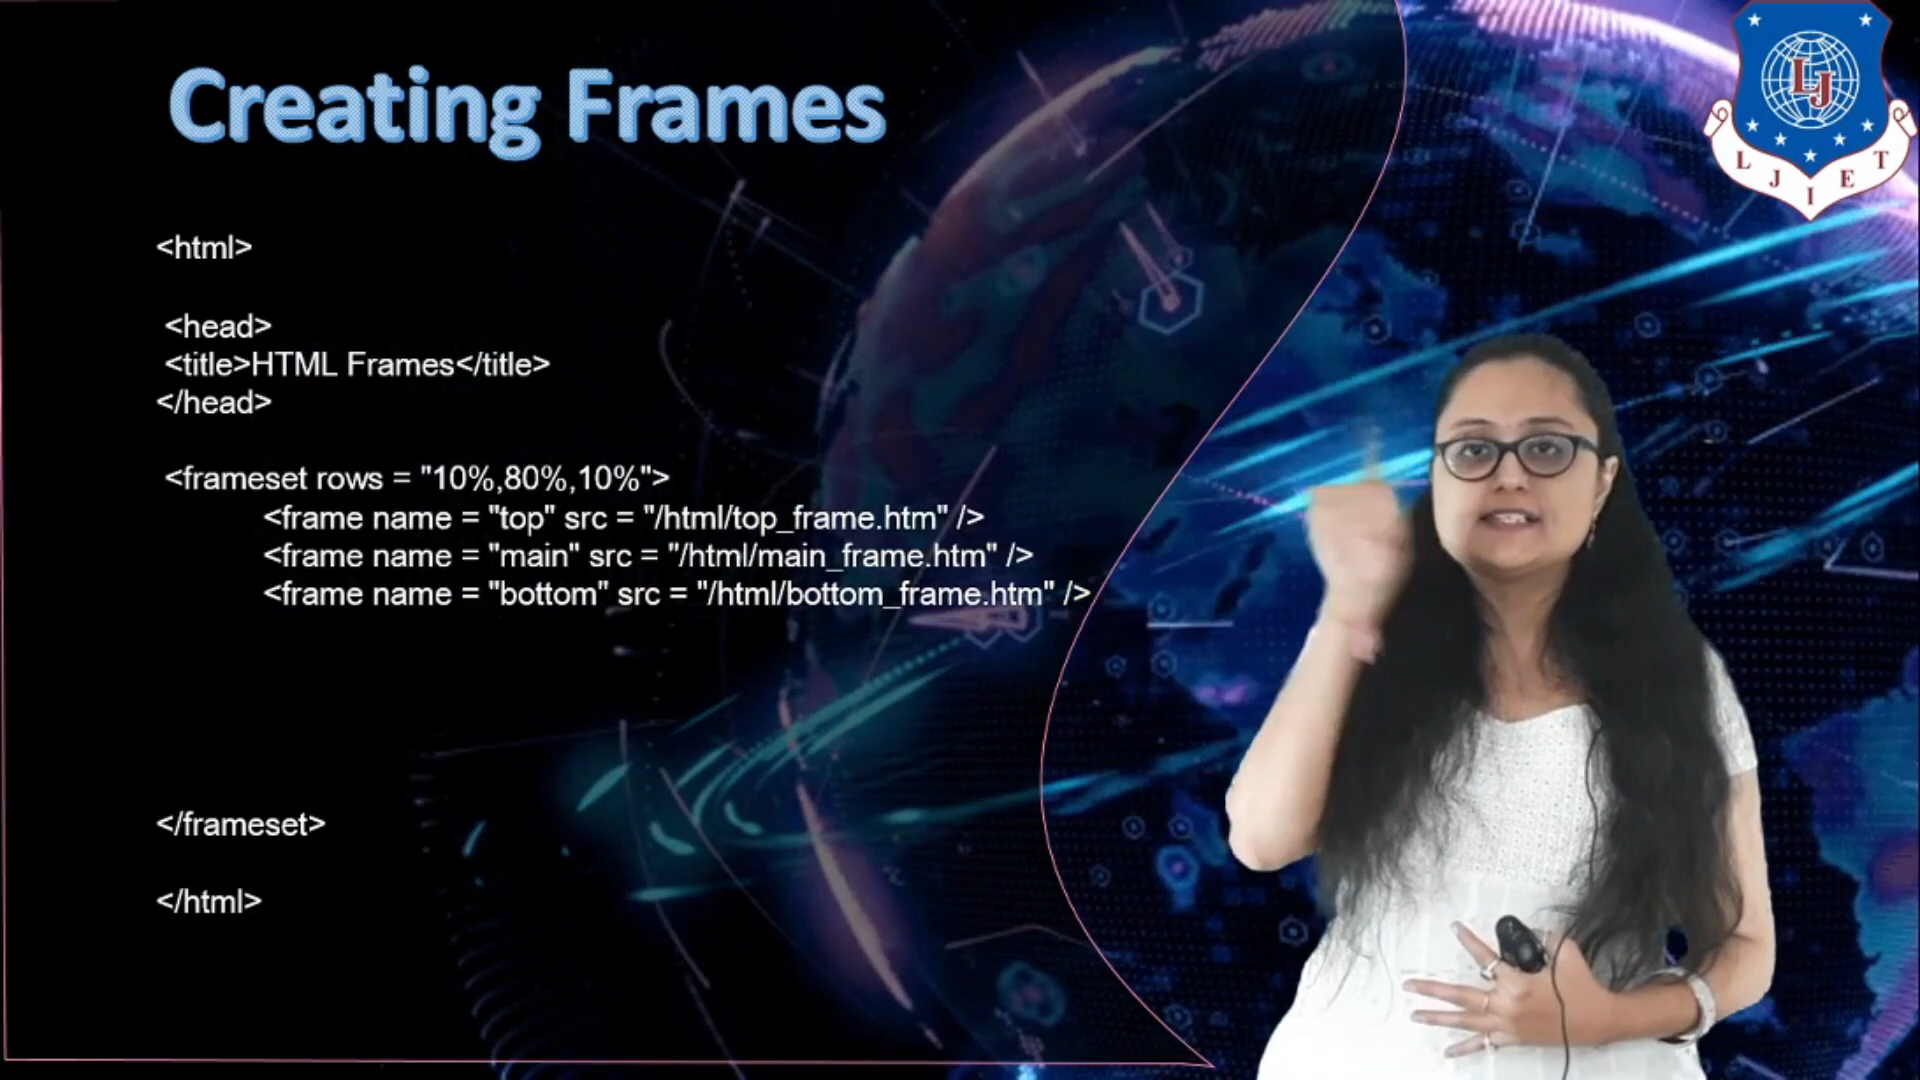 Creating Frames
<html>
<head>
<title>HTML Frames</title>
</head>
<frameset rows = "10%,80%,10%">
<frame name = "top" src = "/html/top_frame.htm" />
<frame name = "main" src = "/html/main_frame.htm" />
<frame name = "bottom" src = "/html/bottom_frame.htm" />
</frameset>
</html>
LJ
L J I E T